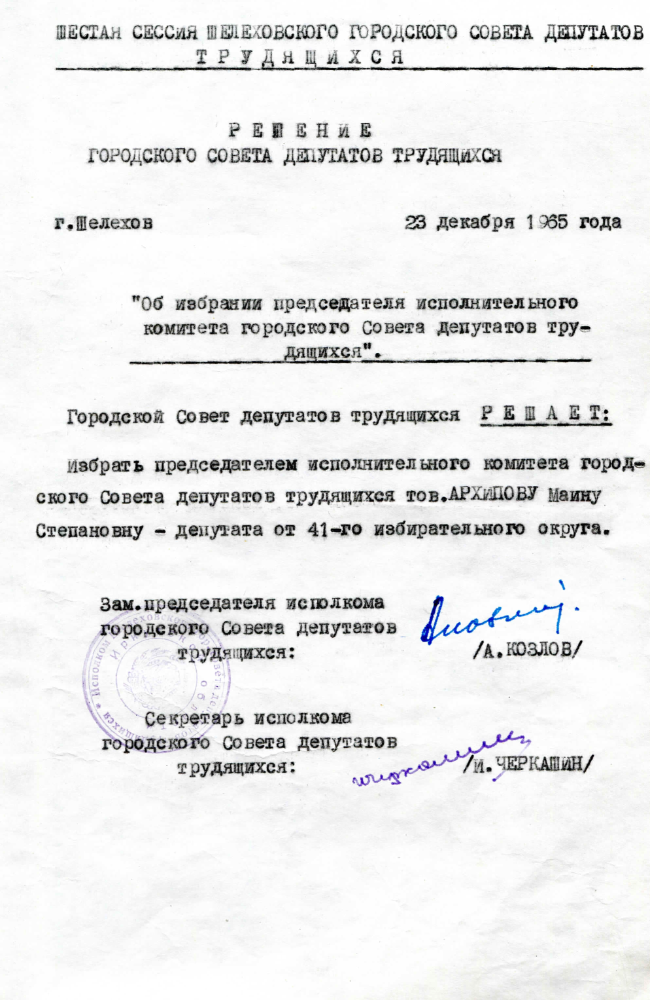 ШЕСТАЯ СЕССИЯ ШЕЛЕХОВСКОГО ГОРОДСКОГО СОВЕТА ДЕПУТАТОВ
Т Р У Д Я Щ И Х С Я
Р Е Ш Е Н И Е
ГОРОДСКОГО СОВЕТА ДЕПУТАТОВ ТРУДЯЩИХСЯ
г.Шелехов 23 декабря 1965 года
"Об избрании председателя исполнительного
комитета городского Совета депутатов тру-
дящихся".
Городской Совет депутатов трудящихся Р Е Ш А Е Т:
Избрать председателем исполнительного комитета город-
ского Совета депутатов трудящихся тов.АРХИПОВУ Маину
Степановну - депутата от 41-го избирательного округа.
Зам.председателя исполкома
городского Совета депутатов
трудящихся: /А.КОЗЛОВ/
Секретарь исполкома
городского Совета депутатов
трудящихся: /И.ЧЕРКАШИН/